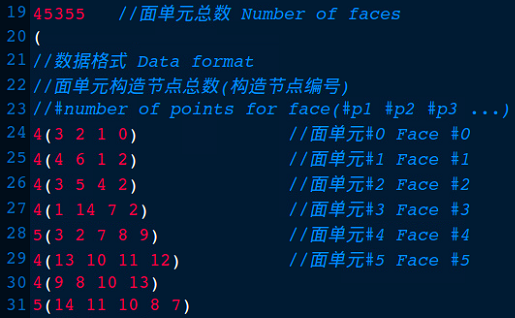 19 45355 //面单元总数 Number of faces
20 (
21 //数据格式 Data format
22 //面单元构造节点总数(构造节点编号)
23 //#number of points for face(#p1 #p2 #p3 ...)
24 4(3 2 1 0) //面单元#0 Face #0
25 4(4 6 1 2) //面单元#1 Face #1
26 4(3 5 4 2) //面单元#2 Face #2
27 4(1 14 7 2) //面单元#3 Face #3
28 5(3 2 7 8 9) //面单元#4 Face #4
29 4(13 10 11 12) //面单元#5 Face #5
30 4(9 8 10 13)
31 5(14 11 10 8 7)